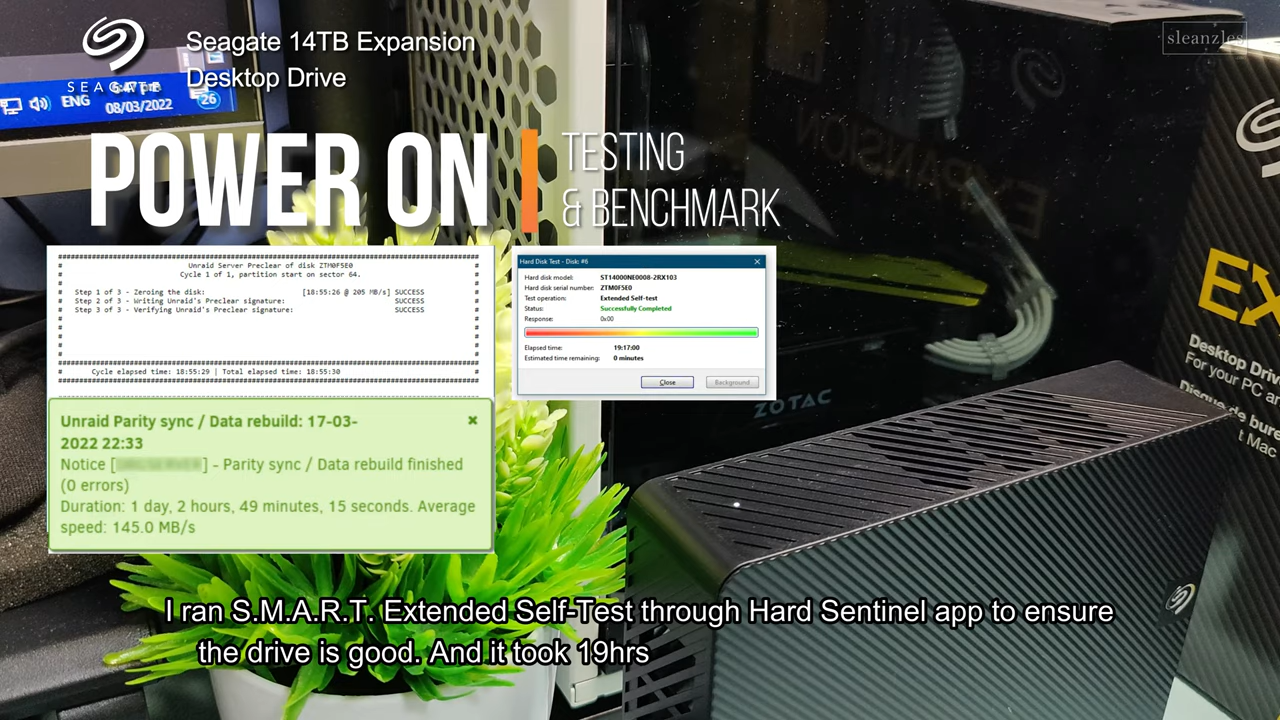 SEAGATE
Seagate 14TB Expansion
Desktop Drive
sleanzles
ENG
08/03/2022
26
POWER ON
TESTING
& BENCHMARK
Unraid Server Preclear of disk ZTM0F5E0
Cycle 1 of 1, partition start on sector 64.
Step 1 of 3 - Zeroing the disk: [18:55:26 @ 205 MB/s] SUCCESS
Step 2 of 3 - Writing Unraid's Preclear signature: SUCCESS
Step 3 of 3 - Verifying Unraid's Preclear signature: SUCCESS
Cycle elapsed time: 18:55:29 | Total elapsed time: 18:55:30
Hard Disk Test - Disk: #6
Hard disk model: ST14000NE0008-2RX103
Hard disk serial number: ZTM0F5E0
Test operation: Extended Self-test
Status: Successfully Completed
Response: 0x00
Elapsed time: 19:17:00
Estimated time remaining: 0 minutes
Close Background
Unraid Parity sync / Data rebuild: 17-03-
2022 22:33
Notice [ ] - Parity sync / Data rebuild finished
(0 errors)
Duration: 1 day, 2 hours, 49 minutes, 15 seconds. Average
speed: 145.0 MB/s
EXPANSION
ZOTAC
EX
Desktop Driv
For your PC an
Disque de bure
t Mac
I ran S.M.A.R.T. Extended Self-Test through Hard Sentinel app to ensure
the drive is good. And it took 19hrs